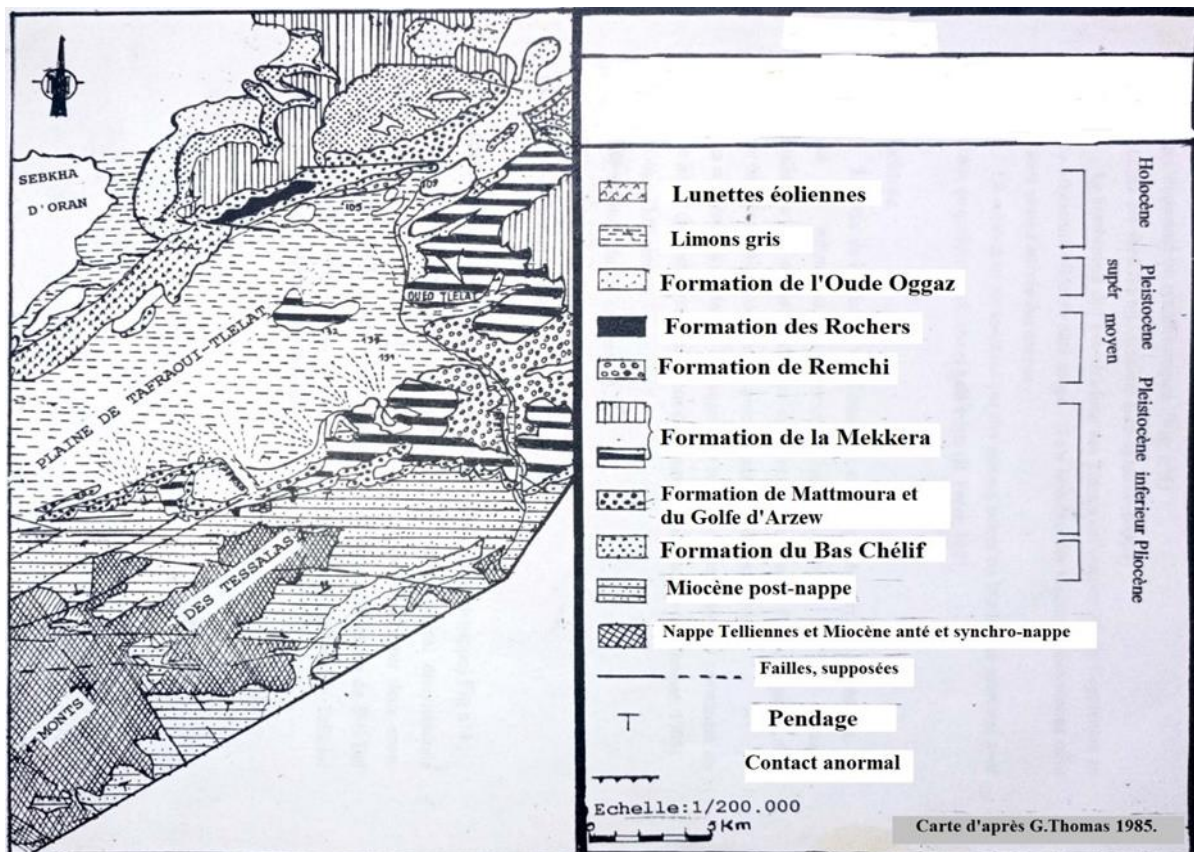 SEBKHA
D'ORAN
109
105
OUED TLELAT
PLAINE DE TAFRAOUI-TLELAT
132
DES TESSALAS
MONTS
Lunettes éoliennes
Limons gris
Formation de l'Oude Oggaz
Formation des Rochers
Formation de Remchi
Formation de la Mekkera
Formation de Mattmoura et
du Golfe d'Arzew
Formation du Bas Chélif
Miocène post-nappe
Nappe Telliennes et Miocène anté et synchro-nappe
Failles, supposées
Pendage
Contact anormal
Echelle:1/200.000
5Km
Holocène
Pleistocène
supér
moyen
Pleistocène inférieur
Pliocène
Carte d'après G.Thomas 1985.